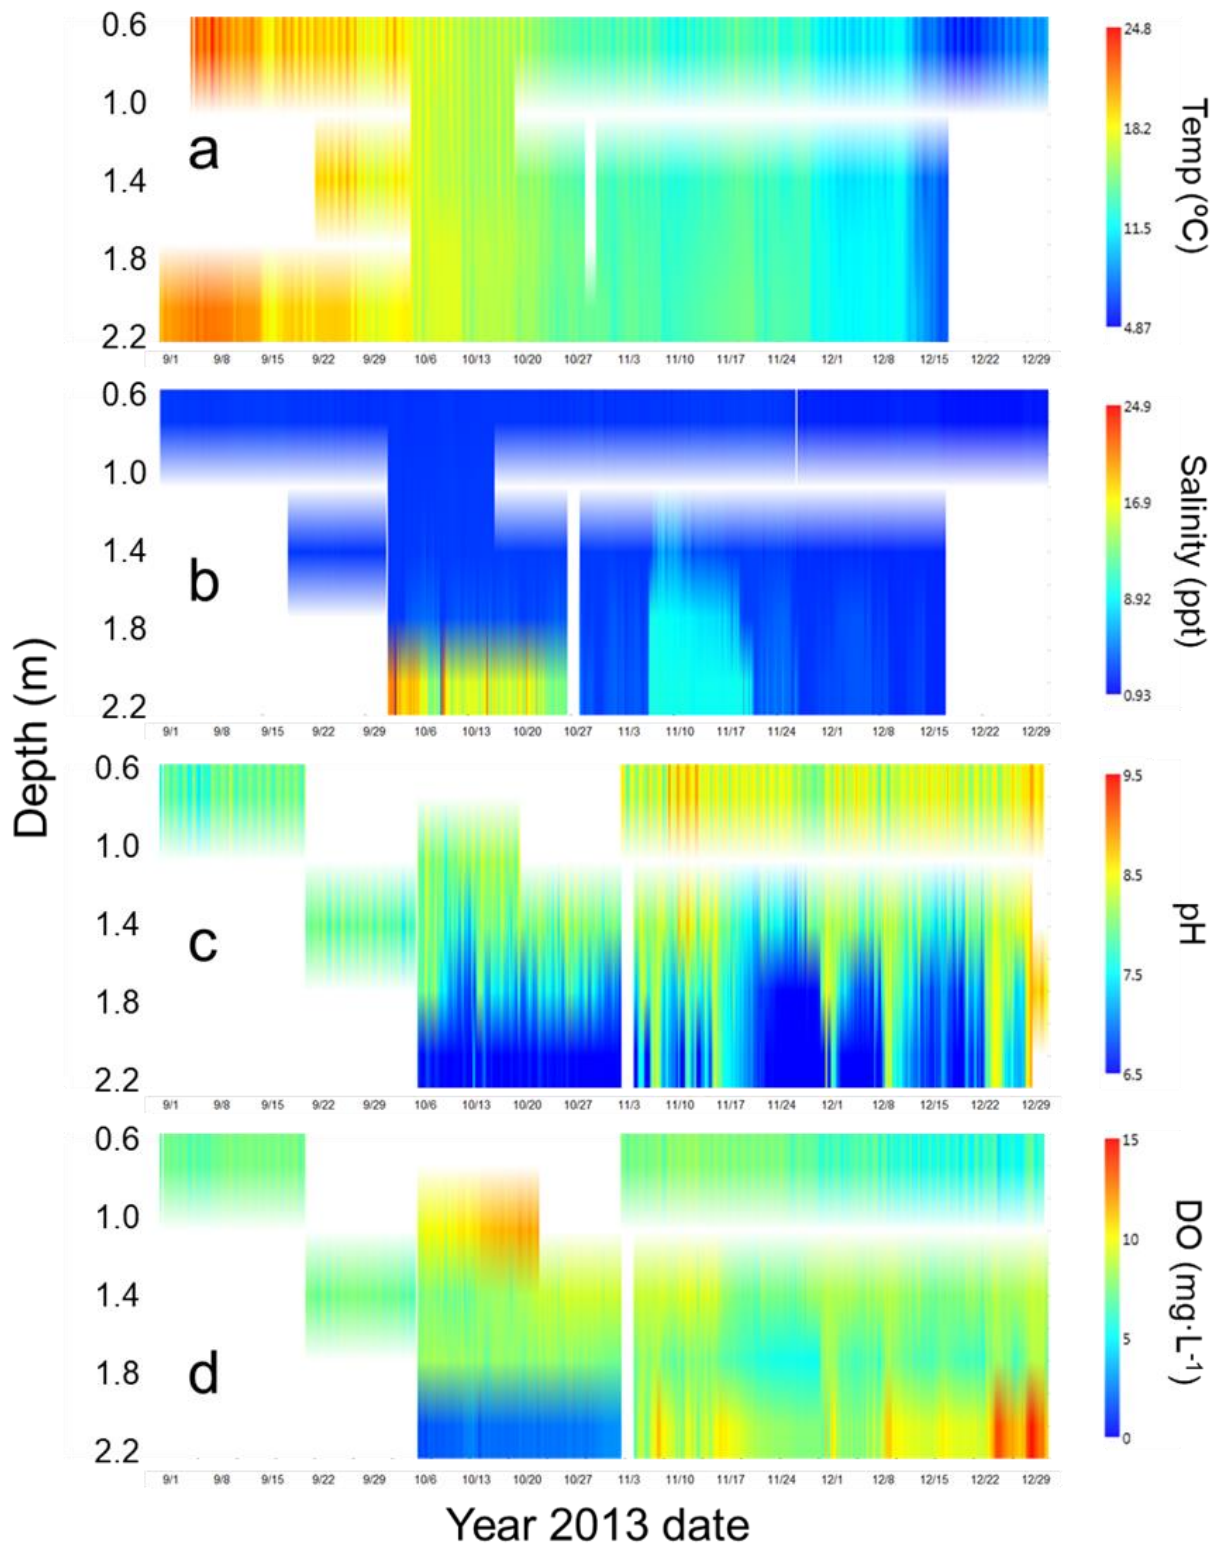 0.6
1.0
1.4
1.8
2.2
a
9/1 9/8 9/15 9/22 9/29 10/6 10/13 10/20 10/27 11/3 11/10 11/17 11/24 12/1 12/8 12/15 12/22 12/29
24.8
18.2
11.5
4.87
Temp (ºC)
0.6
1.0
1.4
1.8
2.2
b
9/1 9/8 9/15 9/22 9/29 10/6 10/13 10/20 10/27 11/3 11/10 11/17 11/24 12/1 12/8 12/15 12/22 12/29
24.9
16.9
8.92
0.93
Salinity (ppt)
Depth (m)
0.6
1.0
1.4
1.8
2.2
c
9/1 9/8 9/15 9/22 9/29 10/6 10/13 10/20 10/27 11/3 11/10 11/17 11/24 12/1 12/8 12/15 12/22 12/29
9.5
8.5
7.5
6.5
pH
0.6
1.0
1.4
1.8
2.2
d
9/1 9/8 9/15 9/22 9/29 10/6 10/13 10/20 10/27 11/3 11/10 11/17 11/24 12/1 12/8 12/15 12/22 12/29
15
10
5
0
DO (mg·L⁻¹)
Year 2013 date